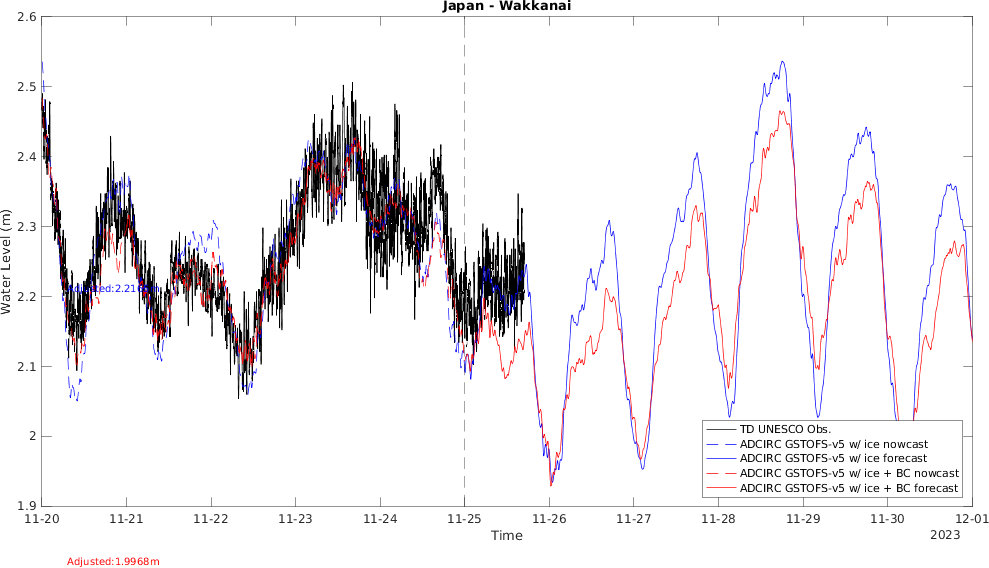 Japan - Wakkanai
2.6
2.5
2.4
2.3
2.2
2.1
2
1.9
Water Level (m)
11-20
11-21
11-22
11-23
11-24
11-25
11-26
11-27
11-28
11-29
11-30
12-01
Time
2023
TD UNESCO Obs.
ADCIRC GSTOFS-v5 w/ ice nowcast
ADCIRC GSTOFS-v5 w/ ice forecast
ADCIRC GSTOFS-v5 w/ ice + BC nowcast
ADCIRC GSTOFS-v5 w/ ice + BC forecast
Adjusted:1.9968m